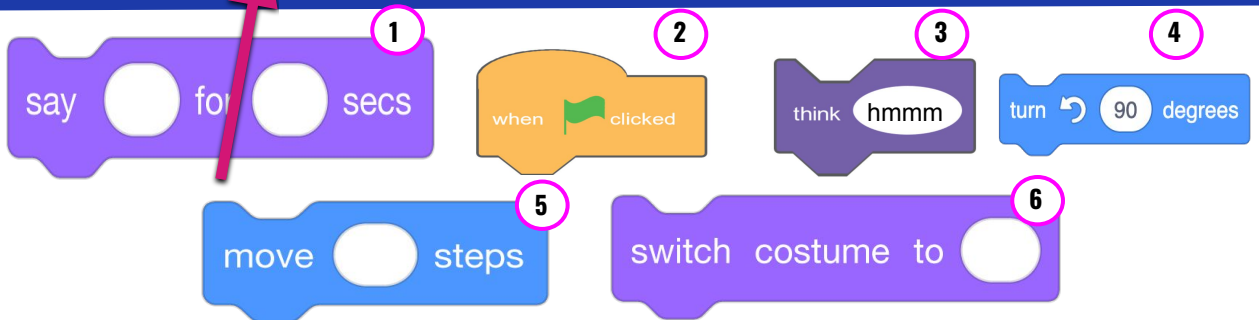 1
say for secs
2
when clicked
3
think hmmm
4
turn 90 degrees
5
move steps
6
switch costume to